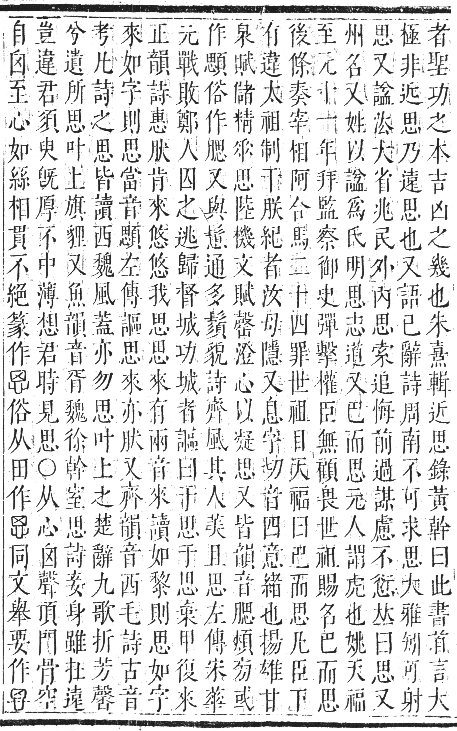 者聖功之本吉凶之幾也朱熹輯近思錄黃榦曰此書首言太
極非近思乃遠思也又語已辭詩周南不可求思大雅矧可射
思又諡法大省兆民外內思索追悔前過謀慮不愆𠀤曰思又
州名又姓以諡爲氏明思志道又巴而思元人謂虎也姚天福
至元十二年拜監察御史彈擊權臣無顧畏世祖賜名巴而思
後條奏宰相阿合馬二十四罪世祖目天福曰巴而思凡臣下
有違太祖制干朕紀者汝毋隱又息字切音四意緒也揚雄甘
泉賦儲精垂思陸機文賦罄澄心以凝思又皆韻音腮頰旁或
作顋俗作腮又與毸通多鬚貌詩齊風其人美且思左傳宋華
元戰敗鄭人囚之逃歸督城功城者謳曰于思于思棄甲復來
正韻詩惠肰肯來悠悠我思思來有兩音來讀如黎則思如字
來如字則思當音顋左傳謳思來亦肰又齊韻音西毛詩古音
考凡詩之思皆讀西魏風蓋亦勿思叶上之楚辭九歌折芳馨
兮遺所思叶上旗貍又魚韻音胥魏徐幹室思詩妾身雖在遠
豈違君須臾旣厚不中薄想君時見思○从心囟聲頂門骨空
自囟至心如絲相貫不絕篆作恖俗从田作思同文舉要作恖